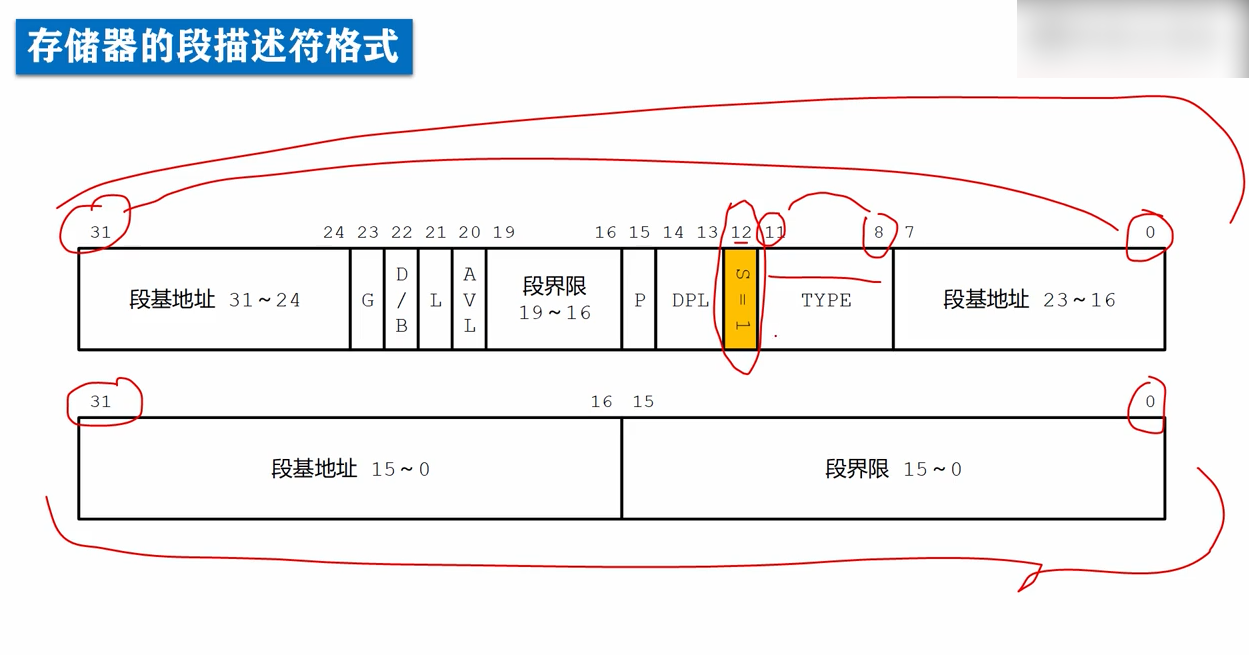 存储器的段描述符格式
31 24 23 22 21 20 19 16 15 14 13 12 11 8 7 0
段基地址 31~24 G D/B L AVL 段界限 19~16 P DPL S=1 TYPE 段基地址 23~16
31 16 15 0
段基地址 15~0 段界限 15~0